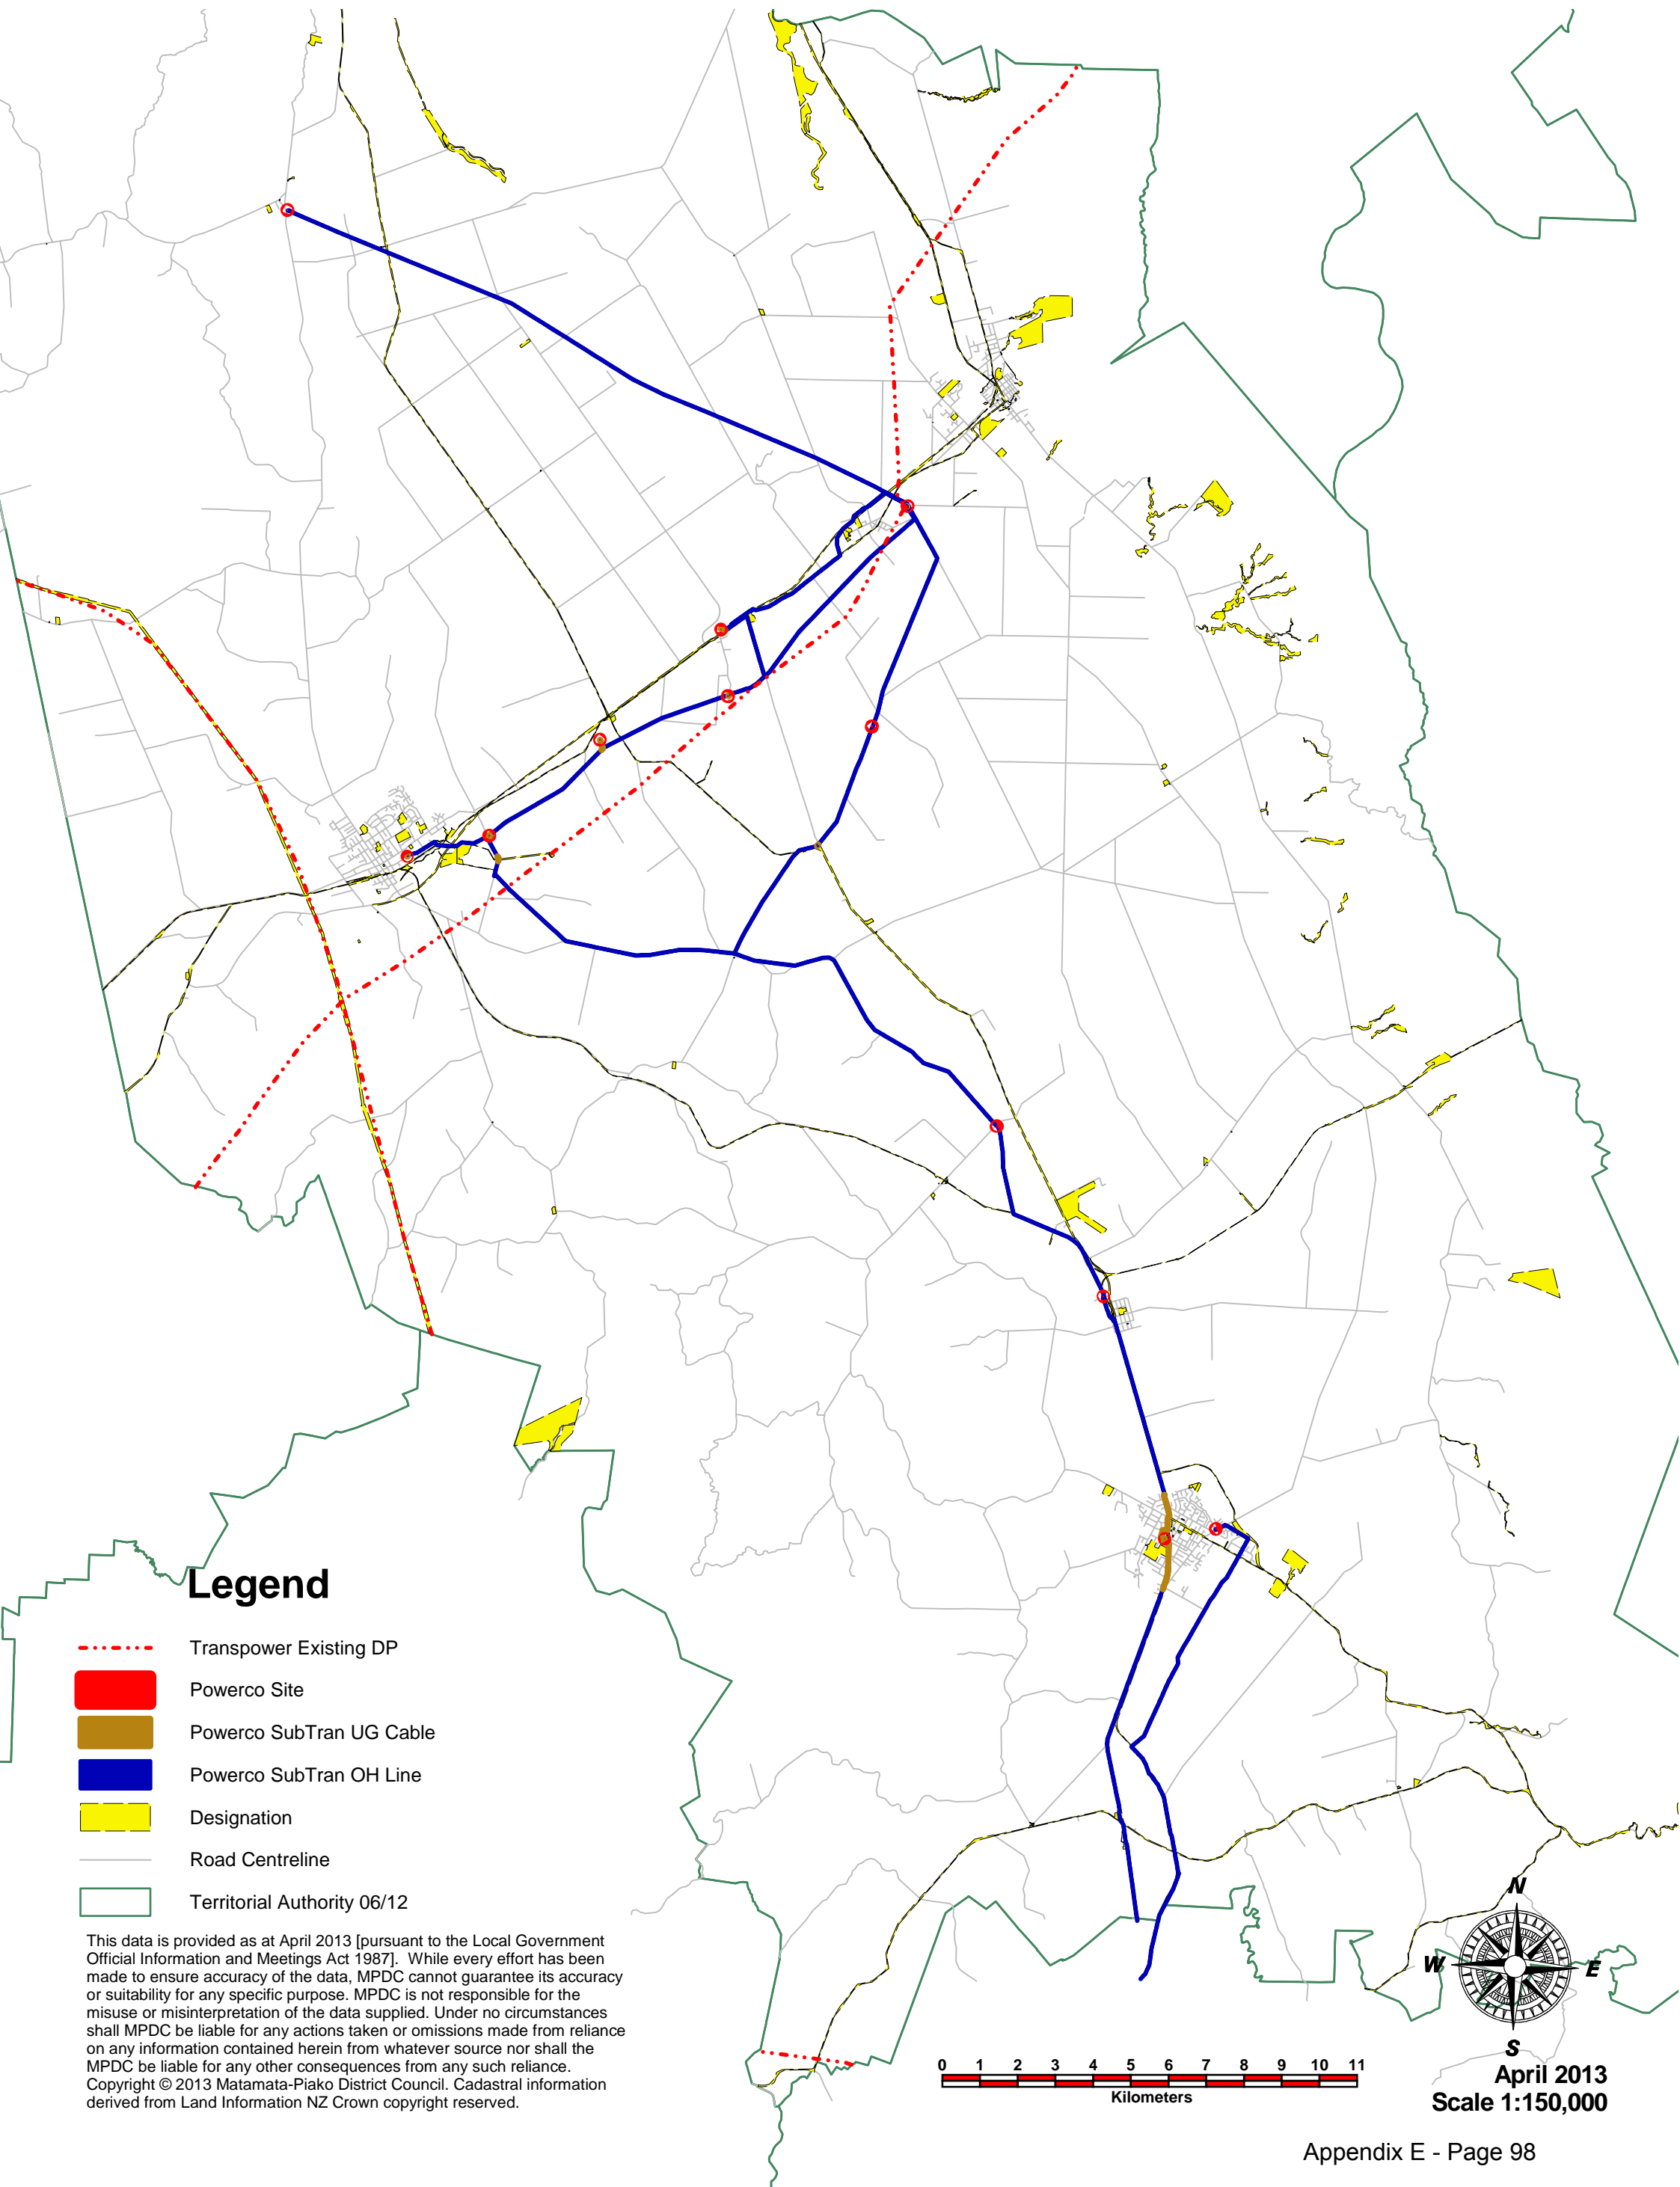 Legend
Transpower Existing DP
Powerco Site
Powerco SubTran UG Cable
Powerco SubTran OH Line
Designation
Road Centreline
Territorial Authority 06/12
This data is provided as at April 2013 [pursuant to the Local Government
Official Information and Meetings Act 1987].  While every effort has been
made to ensure accuracy of the data, MPDC cannot guarantee its accuracy
or suitability for any specific purpose. MPDC is not responsible for the
misuse or misinterpretation of the data supplied. Under no circumstances
shall MPDC be liable for any actions taken or omissions made from reliance
on any information contained herein from whatever source nor shall the
MPDC be liable for any other consequences from any such reliance.
Copyright © 2013 Matamata-Piako District Council. Cadastral information
derived from Land Information NZ Crown copyright reserved.
0 1 2 3 4 5 6 7 8 9 10 11
Kilometers
N
W E
S
April 2013
Scale 1:150,000
Appendix E - Page 98